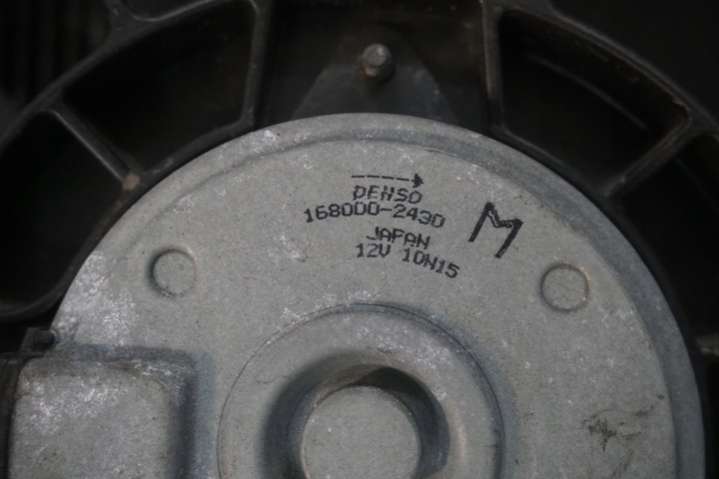 DENSO
168000-2430
M
JAPAN
12V 10N15